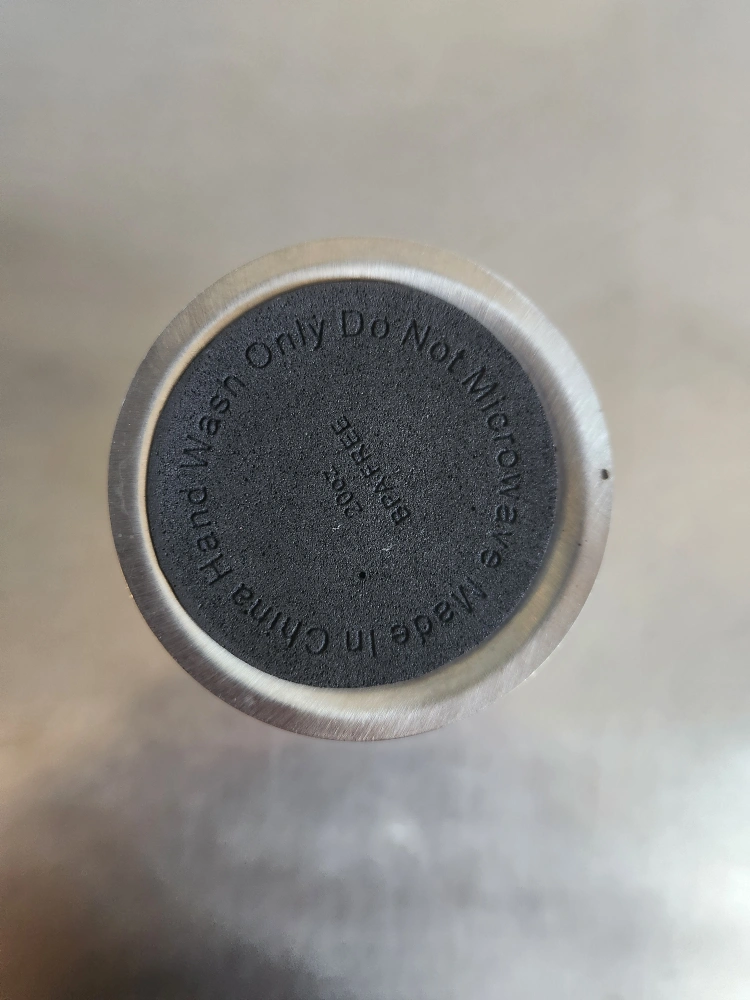 Hand Wash Only Do Not Microwave Made In China
20oz
BPA FREE